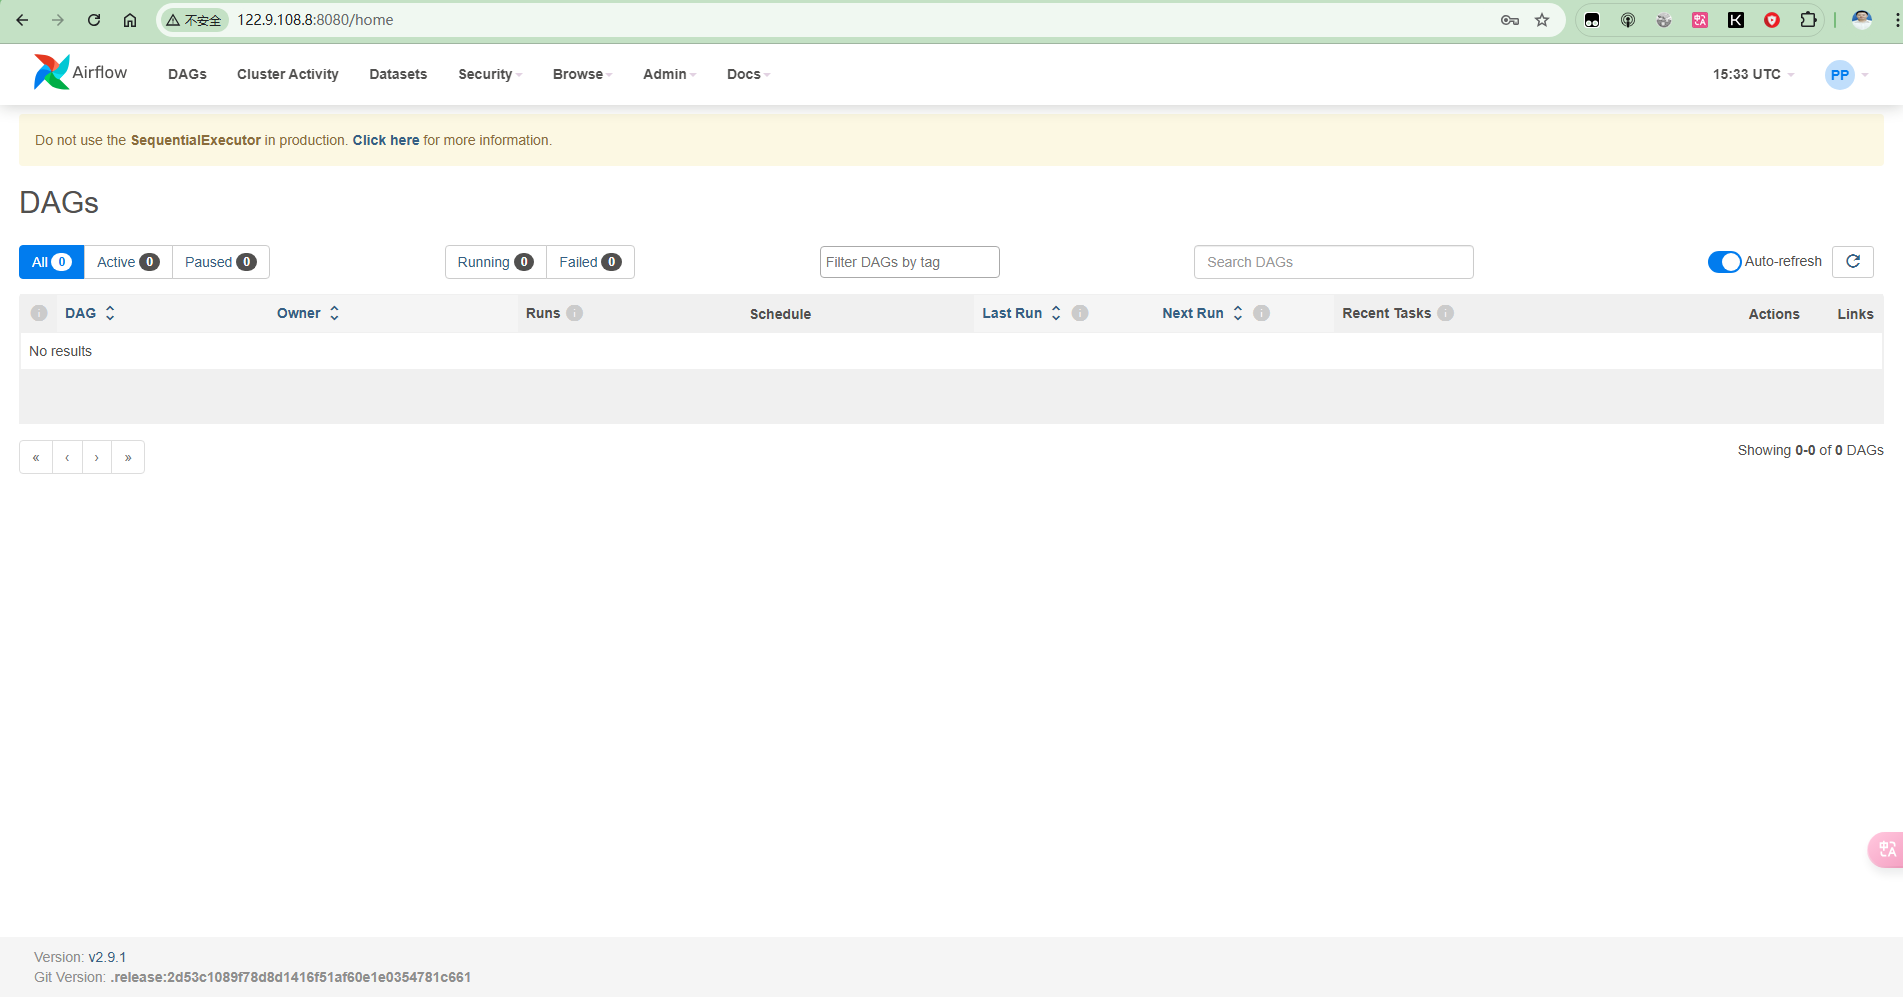 不安全 122.9.108.8:8080/home
Airflow DAGs Cluster Activity Datasets Security Browse Admin Docs 15:33 UTC PP
Do not use the SequentialExecutor in production. Click here for more information.
DAGs
All 0 Active 0 Paused 0 Running 0 Failed 0 Filter DAGs by tag Search DAGs Auto-refresh
DAG Owner Runs Schedule Last Run Next Run Recent Tasks Actions Links
No results
« ‹ › »
Showing 0-0 of 0 DAGs
Version: v2.9.1
Git Version: .release:2d53c1089f78d8d1416f51af60e1e0354781c661